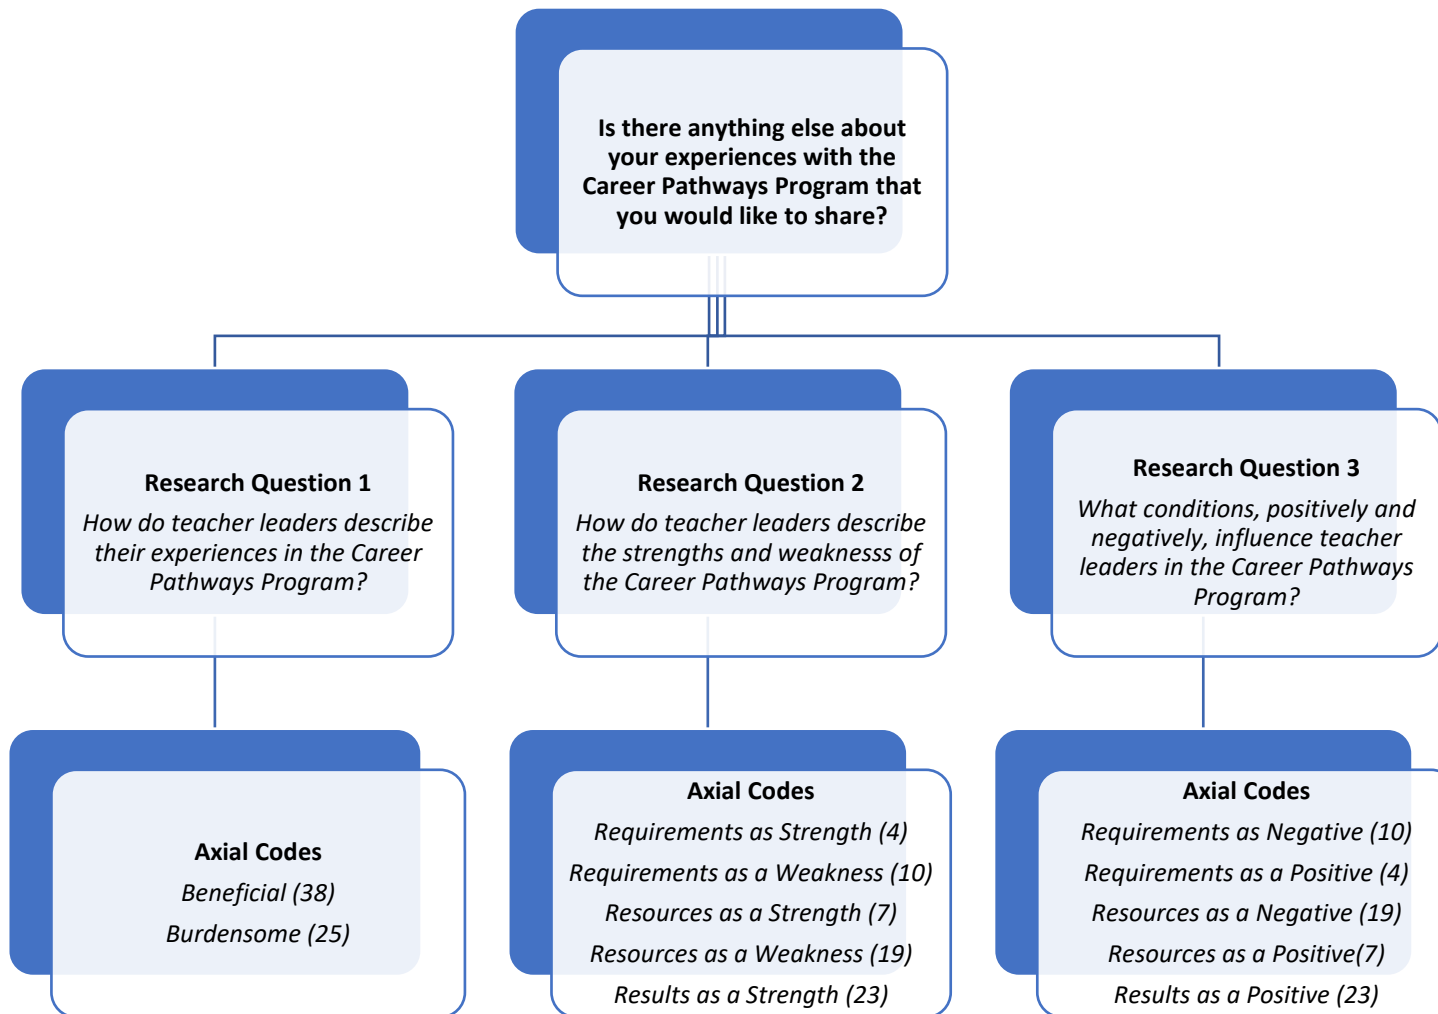 Is there anything else about
your experiences with the
Career Pathways Program that
you would like to share?
Research Question 1
How do teacher leaders describe
their experiences in the Career
Pathways Program?
Research Question 2
How do teacher leaders describe
the strengths and weaknesss of
the Career Pathways Program?
Research Question 3
What conditions, positively and
negatively, influence teacher
leaders in the Career Pathways
Program?
Axial Codes
Beneficial (38)
Burdensome (25)
Axial Codes
Requirements as Strength (4)
Requirements as a Weakness (10)
Resources as a Strength (7)
Resources as a Weakness (19)
Results as a Strength (23)
Axial Codes
Requirements as Negative (10)
Requirements as a Positive (4)
Resources as a Negative (19)
Resources as a Positive(7)
Results as a Positive (23)